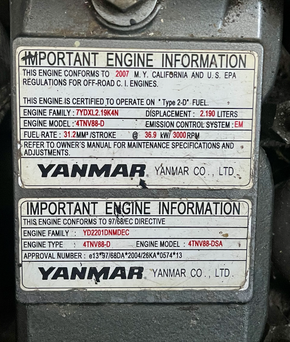 IMPORTANT ENGINE INFORMATION
THIS ENGINE CONFORMS TO 2007 M.Y. CALIFORNIA AND U.S. EPA
REGULATIONS FOR OFF-ROAD C.I. ENGINES.
THIS ENGINE IS CERTIFIED TO OPERATE ON "Type 2-D" FUEL.
ENGINE FAMILY : 7YDXL2.19K4N DISPLACEMENT : 2.190 LITERS
ENGINE MODEL : 4TNV88-D EMISSION CONTROL SYSTEM : EM
FUEL RATE : 31.2MM³/STROKE @ 36.9 kW/ 3000RPM
REFER TO OWNER'S MANUAL FOR MAINTENANCE SPECIFICATIONS AND
ADJUSTMENTS.
YANMAR YANMAR CO., LTD.
IMPORTANT ENGINE INFORMATION
THIS ENGINE CONFORMS TO 97/68/EC DIRECTIVE
ENGINE FAMILY : YD2201DNMDEC
ENGINE TYPE : 4TNV88-D ENGINE MODEL : 4TNV88-DSA
APPROVAL NUMBER : e13*97/68DA*2004/26KA*0574*13
YANMAR YANMAR CO., LTD.